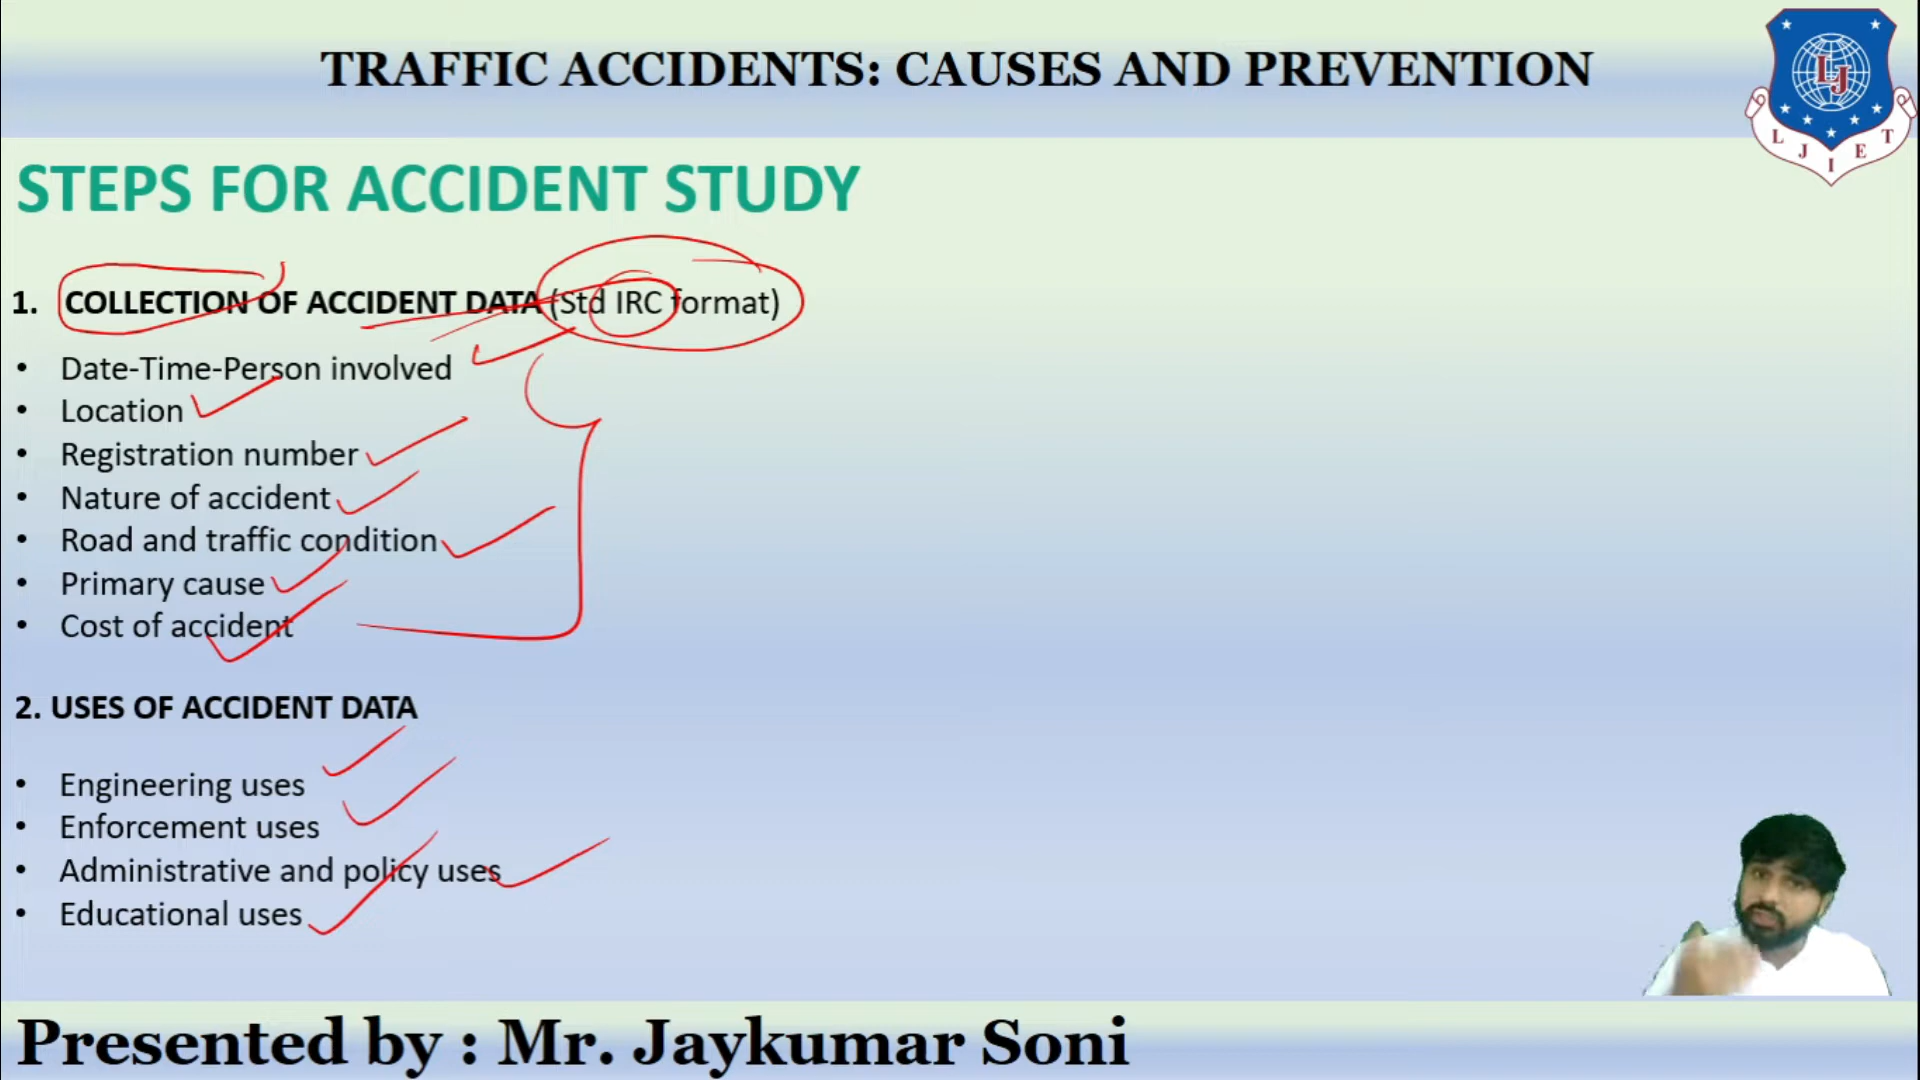 TRAFFIC ACCIDENTS: CAUSES AND PREVENTION
LJ
L J I E T
STEPS FOR ACCIDENT STUDY
1. COLLECTION OF ACCIDENT DATA (Std IRC format)
• Date-Time-Person involved
• Location
• Registration number
• Nature of accident
• Road and traffic condition
• Primary cause
• Cost of accident
2. USES OF ACCIDENT DATA
• Engineering uses
• Enforcement uses
• Administrative and policy uses
• Educational uses
Presented by : Mr. Jaykumar Soni